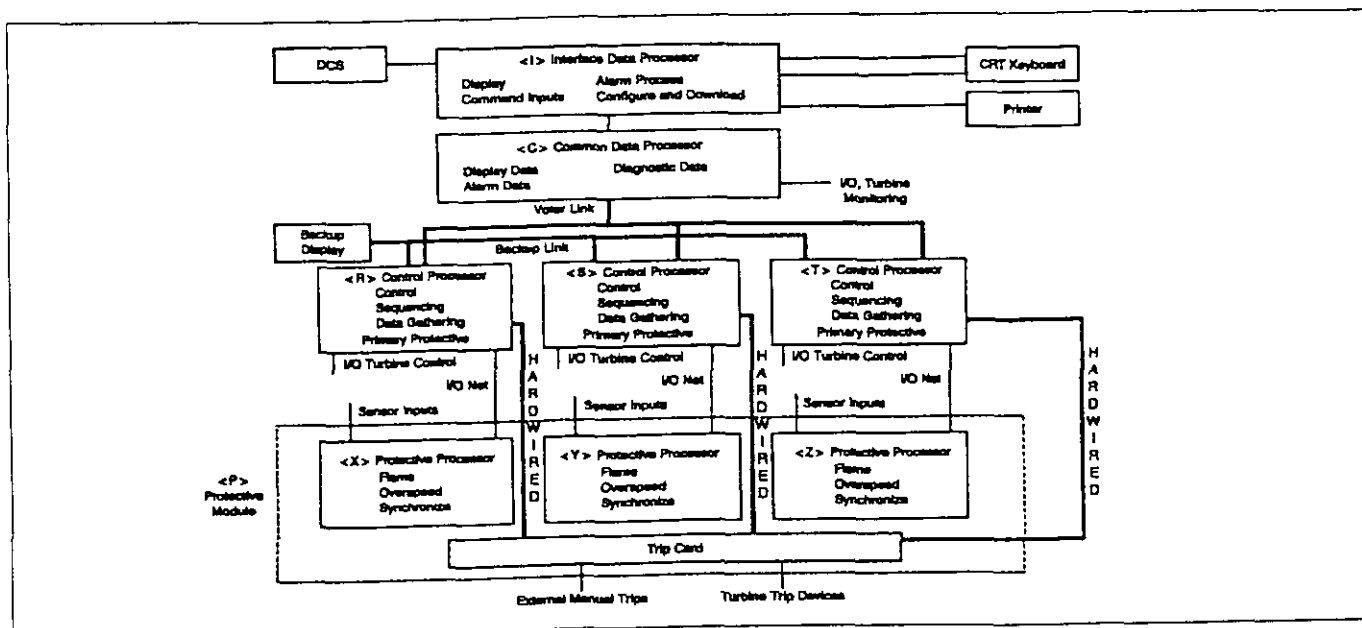 DCS
<I> Interface Data Processor
Display
Alarm Process
Command Inputs
Configure and Download
CRT Keyboard
Printer
<C> Common Data Processor
Display Data
Diagnostic Data
Alarm Data
I/O, Turbine
Monitoring
Voter Link
Backup
Display
Backup Link
<R> Control Processor
Control
Sequencing
Data Gathering
Primary Protective
<S> Control Processor
Control
Sequencing
Data Gathering
Primary Protective
<T> Control Processor
Control
Sequencing
Data Gathering
Primary Protective
I/O Turbine Control
I/O Net
Sensor Inputs
HARDWIRED
I/O Turbine Control
I/O Net
Sensor Inputs
HARDWIRED
I/O Turbine Control
I/O Net
Sensor Inputs
HARDWIRED
<P>
Protective
Module
<X> Protective Processor
Flame
Overspeed
Synchronize
<Y> Protective Processor
Flame
Overspeed
Synchronize
<Z> Protective Processor
Flame
Overspeed
Synchronize
Trip Card
External Manual Trips
Turbine Trip Devices